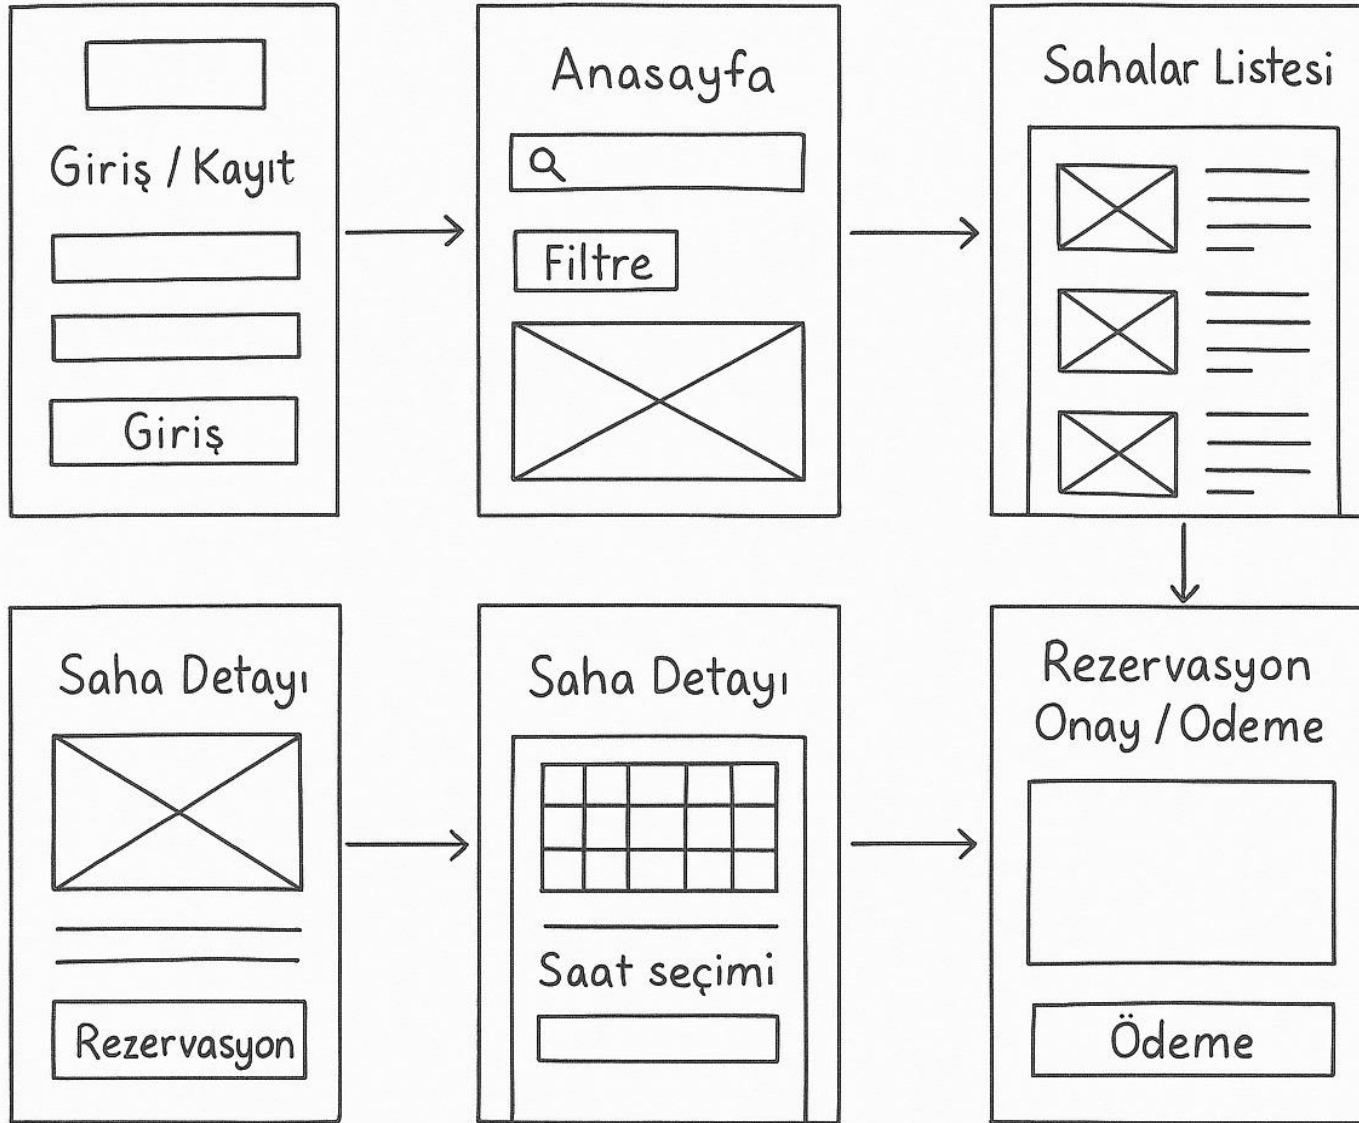 Giriş / Kayıt
Giriş
Anasayfa
Filtre
Sahalar Listesi
Saha Detayı
Rezervasyon
Saha Detayı
Saat seçimi
Rezervasyon
Onay / Odeme
Ödeme